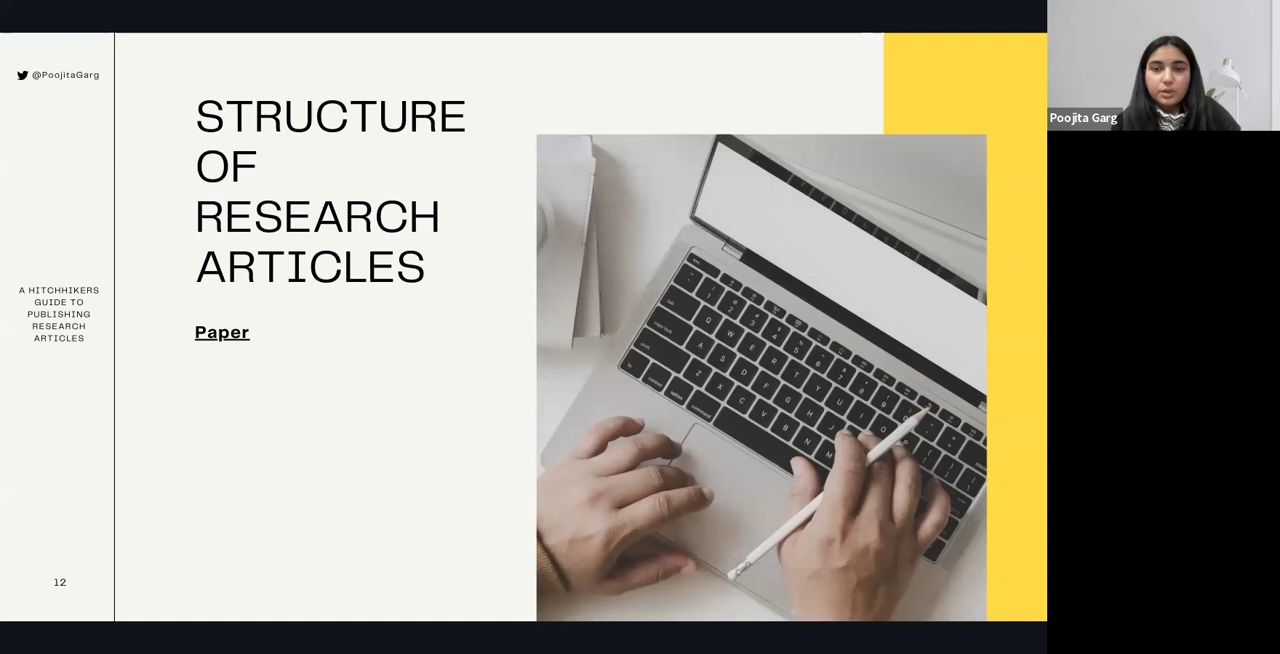 @PoojitaGarg
A HITCHHIKERS
GUIDE TO
PUBLISHING
RESEARCH
ARTICLES
12
STRUCTURE
OF
RESEARCH
ARTICLES
Paper
Poojita Garg